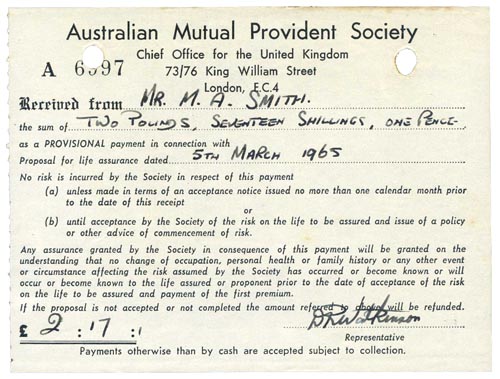 Australian Mutual Provident Society
Chief Office for the United Kingdom
A 6997 73/76 King William Street
London, E.C.4
Received from Mr. M. A. Smith.
the sum of Two Pounds, Seventeen Shillings, One Pence
as a PROVISIONAL payment in connection with
Proposal for life assurance dated 5th March 1965
No risk is incurred by the Society in respect of this payment
(a) unless made in terms of an acceptance notice issued no more than one calendar month prior
to the date of this receipt
or
(b) until acceptance by the Society of the risk on the life to be assured and issue of a policy
or other advice of commencement of risk.
Any assurance granted by the Society in consequence of this payment will be granted on the
understanding that no change of occupation, personal health or family history or any other event
or circumstance affecting the risk assumed by the Society has occurred or become known or will
occur or become known to the life assured or proponent prior to the date of acceptance of the risk
on the life to be assured and payment of the first premium.
If the proposal is not accepted or not completed the amount referred to above will be refunded.
£ 2 : 17 : 1
Representative
Payments otherwise than by cash are accepted subject to collection.